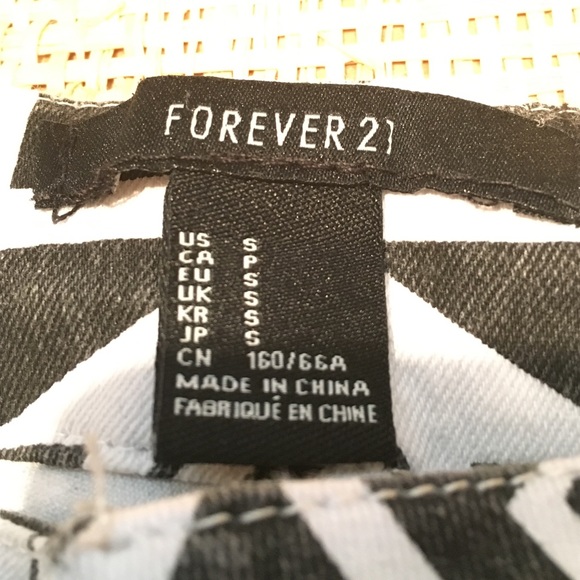 FOREVER 21
US S
CA P
EU S
UK S
KR S
JP S
CN 160/66A
MADE IN CHINA
FABRIQUÉ EN CHINE